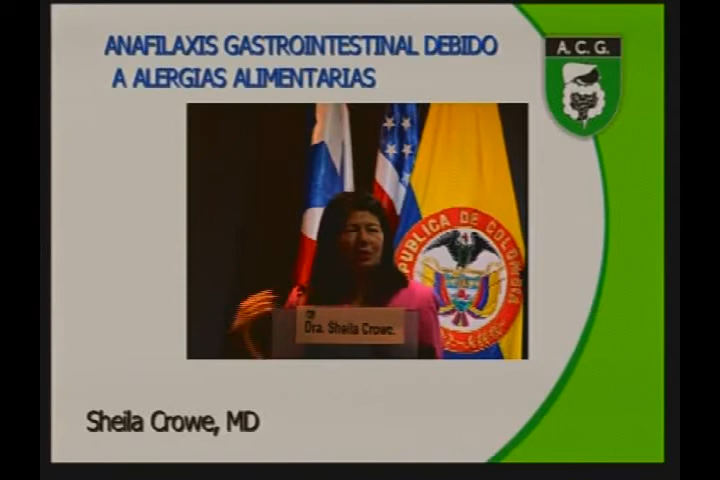 ANAFILAXIS GASTROINTESTINAL DEBIDO
A ALERGIAS ALIMENTARIAS
A. C. G.
REPUBLICA DE COLOMBIA
Dra. Sheila Crowe.
Sheila Crowe, MD